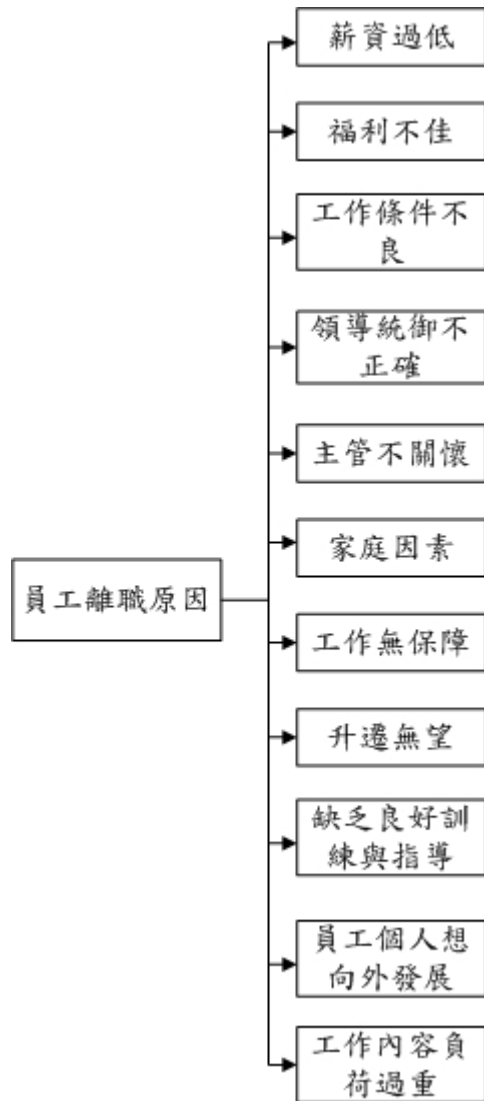 薪資過低
福利不佳
工作條件不
良
領導統御不
正確
主管不關懷
家庭因素
員工離職原因
工作無保障
升遷無望
缺乏良好訓
練與指導
員工個人想
向外發展
工作內容負
荷過重